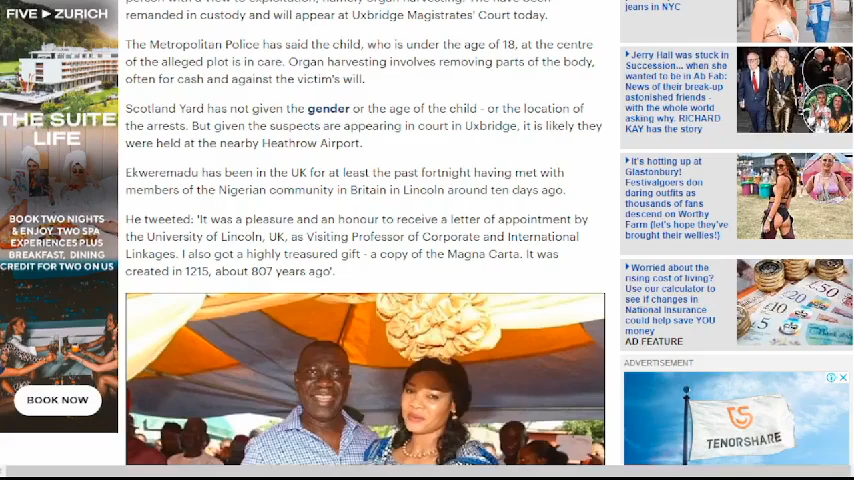 FIVE ▶ ZURICH
THE SUITE
LIFE
BOOK TWO NIGHTS
& ENJOY. TWO SPA
EXPERIENCES PLUS
BREAKFAST, DINING
CREDIT FOR TWO ON US
BOOK NOW
remanded in custody and will appear at Uxbridge Magistrates' Court today.
The Metropolitan Police has said the child, who is under the age of 18, at the centre
of the alleged plot is in care. Organ harvesting involves removing parts of the body,
often for cash and against the victim's will.
Scotland Yard has not given the gender or the age of the child - or the location of
the arrests. But given the suspects are appearing in court in Uxbridge, it is likely they
were held at the nearby Heathrow Airport.
Ekweremadu has been in the UK for at least the past fortnight having met with
members of the Nigerian community in Britain in Lincoln around ten days ago.
He tweeted: 'It was a pleasure and an honour to receive a letter of appointment by
the University of Lincoln, UK, as Visiting Professor of Corporate and International
Linkages. I also got a highly treasured gift - a copy of the Magna Carta. It was
created in 1215, about 807 years ago'.
jeans in NYC
Jerry Hall was stuck in
Succession... when she
wanted to be in Ab Fab:
News of their break-up
astonished friends -
with the whole world
asking why. RICHARD
KAY has the story
It's hotting up at
Glastonbury!
Festivalgoers don
daring outfits as
thousands of fans
descend on Worthy
Farm (let's hope they've
brought their wellies!)
Worried about the
rising cost of living?
Use our calculator to
see if changes in
National Insurance
could help save YOU
money
AD FEATURE
ADVERTISEMENT
TENORSHARE